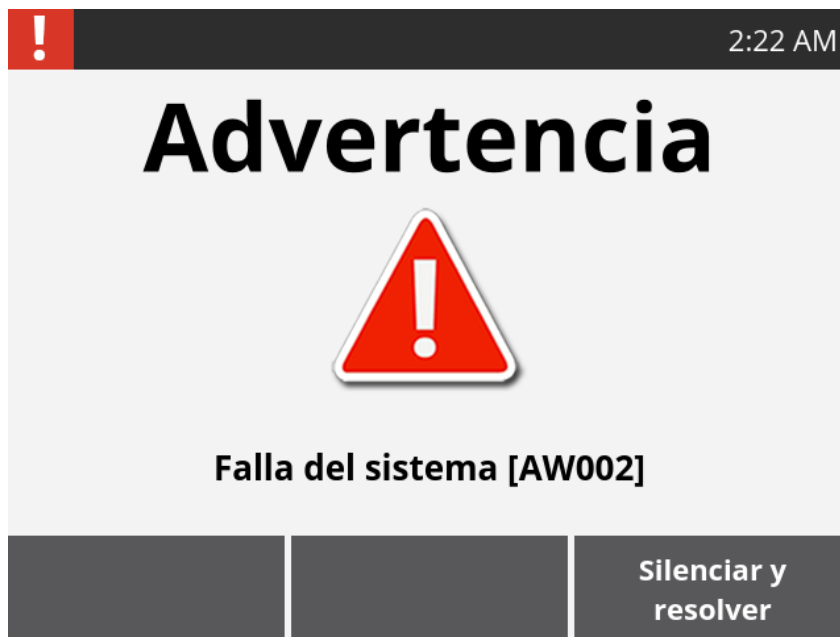 !
2:22 AM
Advertencia
!
Falla del sistema [AW002]
Silenciar y
resolver